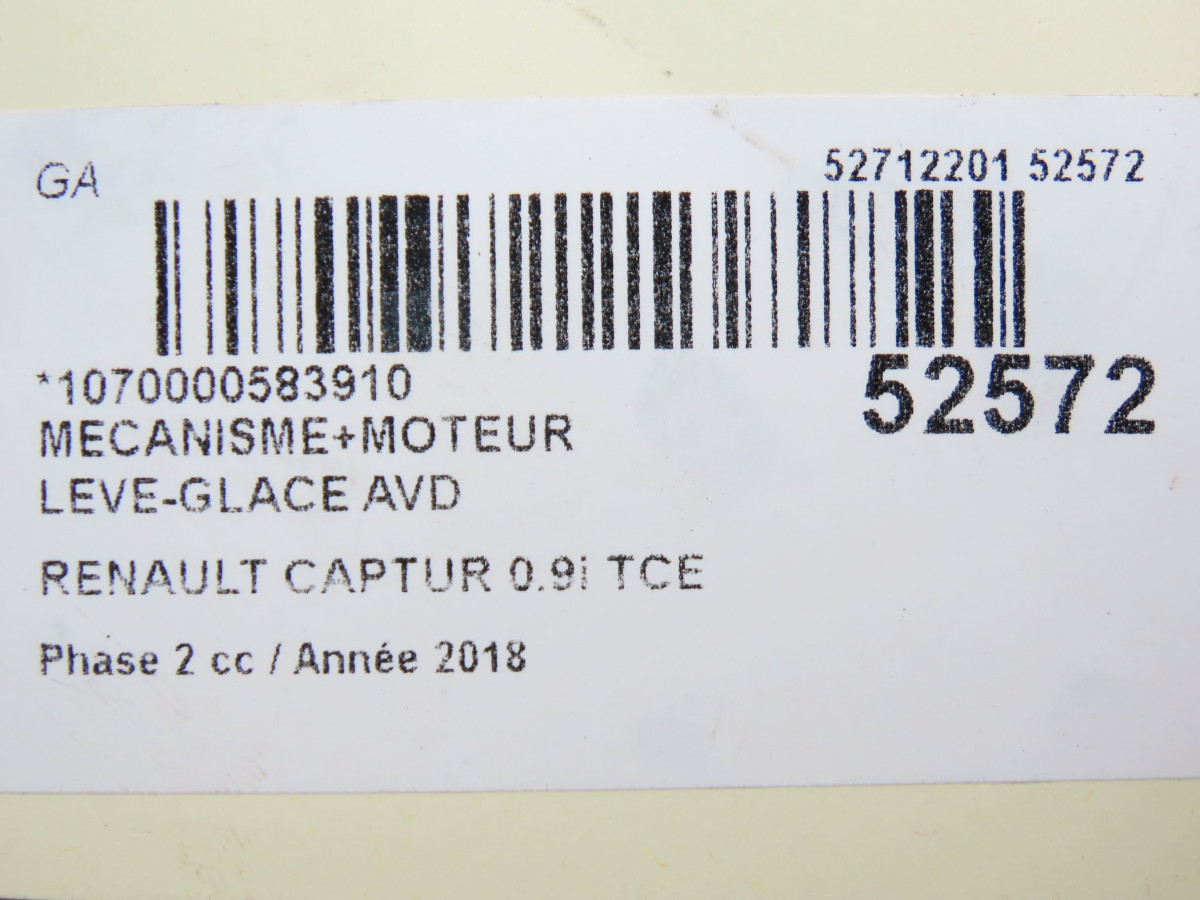 GA
52712201 52572
*1070000583910
52572
MECANISME+MOTEUR
LEVE-GLACE AVD
RENAULT CAPTUR 0.9i TCE
Phase 2 cc / Année 2018